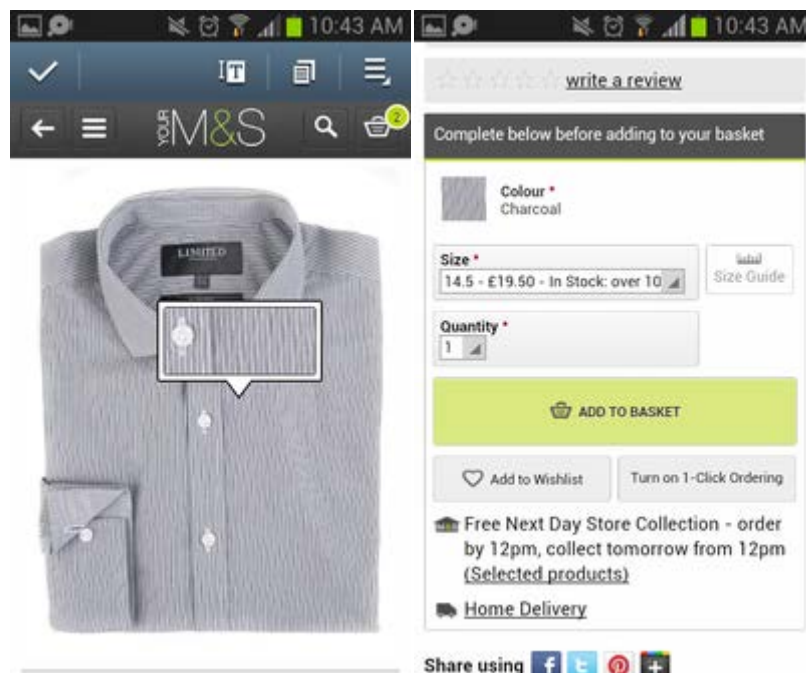 10:43 AM
YOUR M&S
2
LIMITED
10:43 AM
write a review
Complete below before adding to your basket
Colour *
Charcoal
Size *
14.5 - £19.50 - In Stock: over 10
Size Guide
Quantity *
1
ADD TO BASKET
Add to Wishlist
Turn on 1-Click Ordering
Free Next Day Store Collection - order
by 12pm, collect tomorrow from 12pm
(Selected products)
Home Delivery
Share using